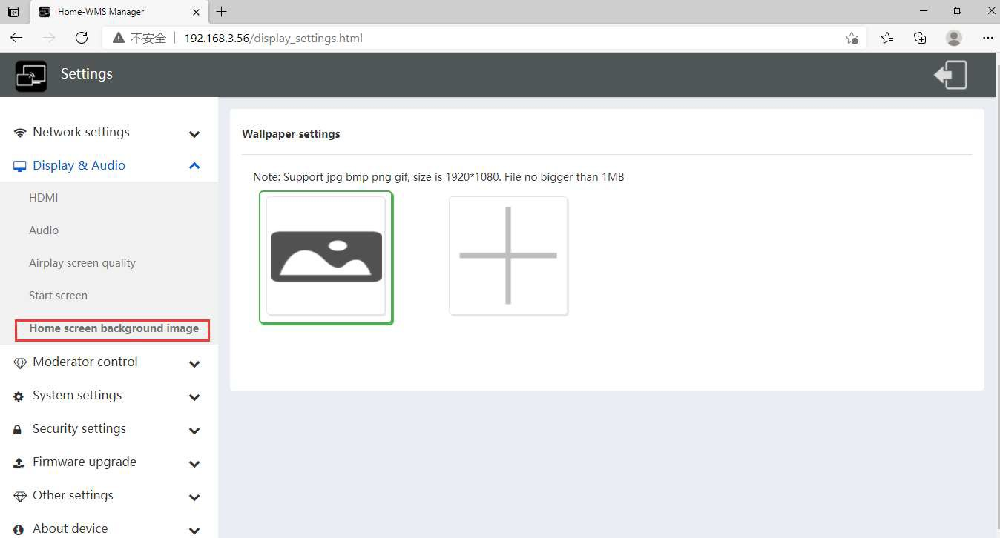 Home-WMS Manager
不安全 192.168.3.56/display_settings.html
Settings
Network settings
Display & Audio
HDMI
Audio
Airplay screen quality
Start screen
Home screen background image
Moderator control
System settings
Security settings
Firmware upgrade
Other settings
About device
Wallpaper settings
Note: Support jpg bmp png gif, size is 1920*1080. File no bigger than 1MB